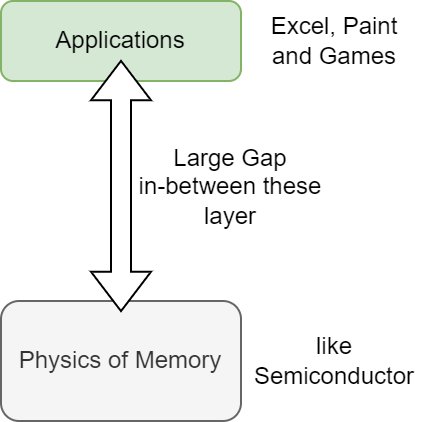 Applications
Excel, Paint
and Games
Large Gap
in-between these
layer
Physics of Memory
like
Semiconductor